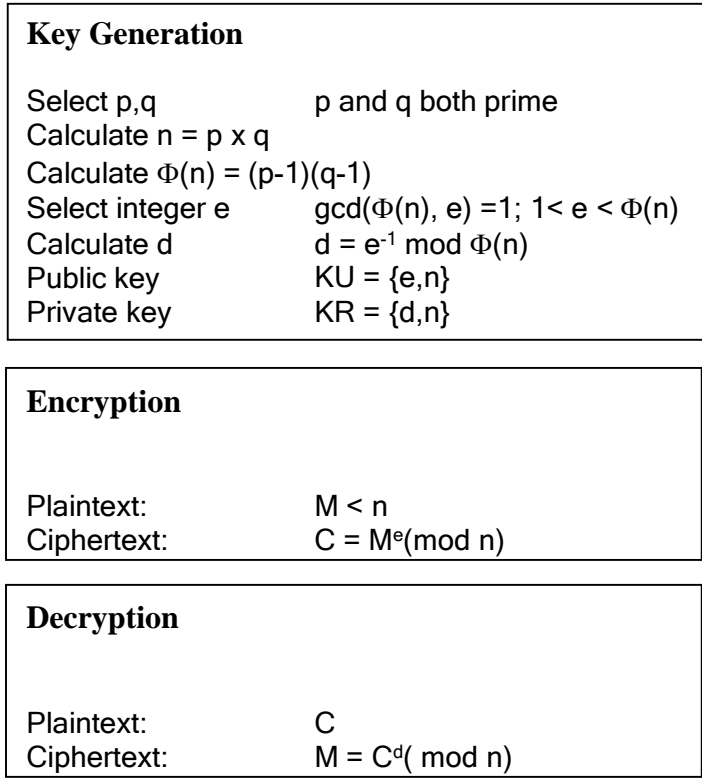 Key Generation
Select p,q p and q both prime
Calculate n = p x q
Calculate Φ(n) = (p-1)(q-1)
Select integer e gcd(Φ(n), e) =1; 1< e < Φ(n)
Calculate d d = e⁻¹ mod Φ(n)
Public key KU = {e,n}
Private key KR = {d,n}
Encryption
Plaintext: M < n
Ciphertext: C = Mᵉ(mod n)
Decryption
Plaintext: C
Ciphertext: M = Cᵈ( mod n)